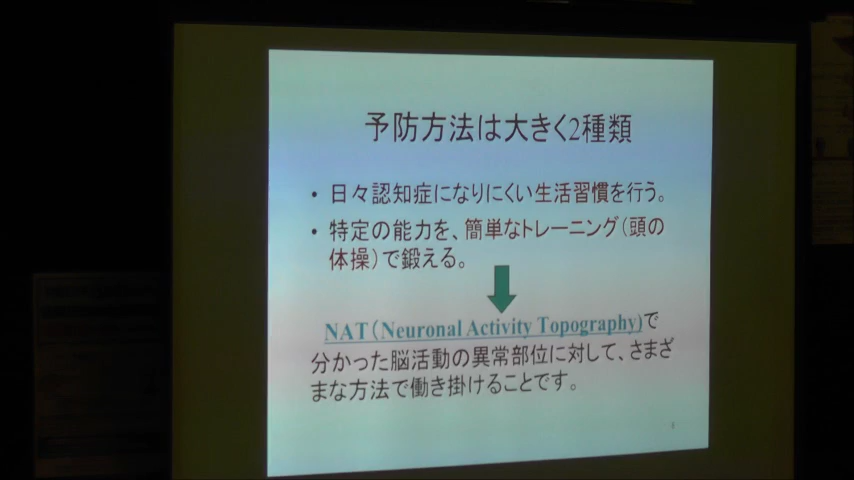 予防方法は大きく2種類
• 日々認知症になりにくい生活習慣を行う。
• 特定の能力を、簡単なトレーニング(頭の
体操)で鍛える。
NAT(Neuronal Activity Topography)で
分かった脳活動の異常部位に対して、さまざ
まな方法で働き掛けることです。